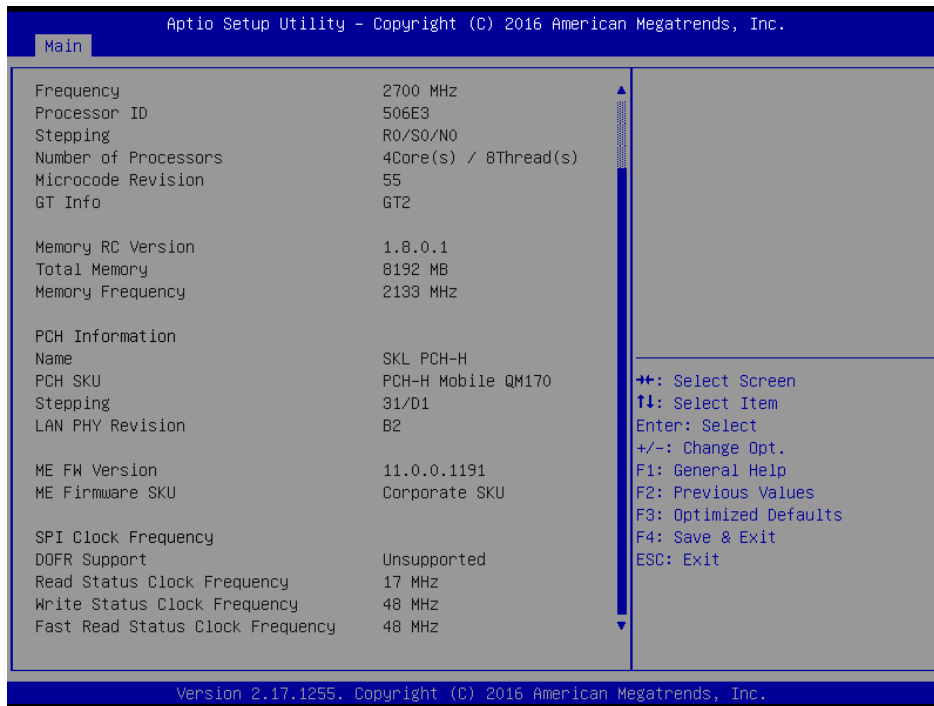 Aptio Setup Utility – Copyright (C) 2016 American Megatrends, Inc.
Main
Frequency 2700 MHz
Processor ID 506E3
Stepping R0/S0/N0
Number of Processors 4Core(s) / 8Thread(s)
Microcode Revision 55
GT Info GT2
Memory RC Version 1.8.0.1
Total Memory 8192 MB
Memory Frequency 2133 MHz
PCH Information
Name SKL PCH-H
PCH SKU PCH-H Mobile QM170
Stepping 31/D1
LAN PHY Revision B2
ME FW Version 11.0.0.1191
ME Firmware SKU Corporate SKU
SPI Clock Frequency
DOFR Support Unsupported
Read Status Clock Frequency 17 MHz
Write Status Clock Frequency 48 MHz
Fast Read Status Clock Frequency 48 MHz
→←: Select Screen
↑↓: Select Item
Enter: Select
+/-: Change Opt.
F1: General Help
F2: Previous Values
F3: Optimized Defaults
F4: Save & Exit
ESC: Exit
Version 2.17.1255. Copyright (C) 2016 American Megatrends, Inc.